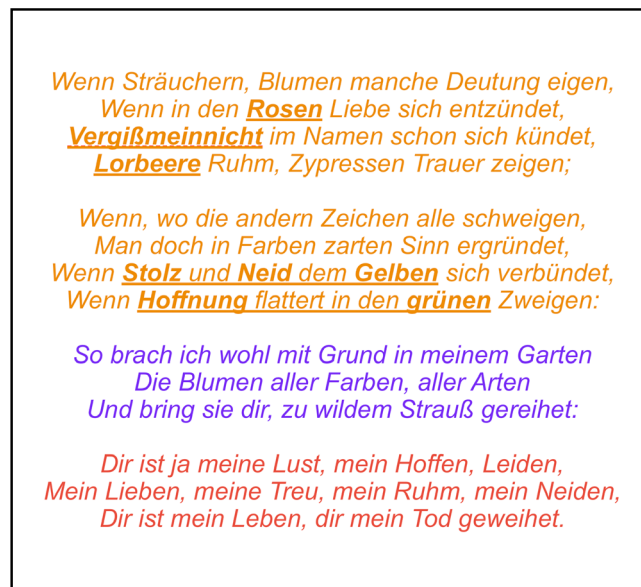 Wenn Sträuchern, Blumen manche Deutung eigen,
Wenn in den Rosen Liebe sich entzündet,
Vergißmeinnicht im Namen schon sich kündet,
Lorbeere Ruhm, Zypressen Trauer zeigen;
Wenn, wo die andern Zeichen alle schweigen,
Man doch in Farben zarten Sinn ergründet,
Wenn Stolz und Neid dem Gelben sich verbündet,
Wenn Hoffnung flattert in den grünen Zweigen:
So brach ich wohl mit Grund in meinem Garten
Die Blumen aller Farben, aller Arten
Und bring sie dir, zu wildem Strauß gereihet:
Dir ist ja meine Lust, mein Hoffen, Leiden,
Mein Lieben, meine Treu, mein Ruhm, mein Neiden,
Dir ist mein Leben, dir mein Tod geweihet.